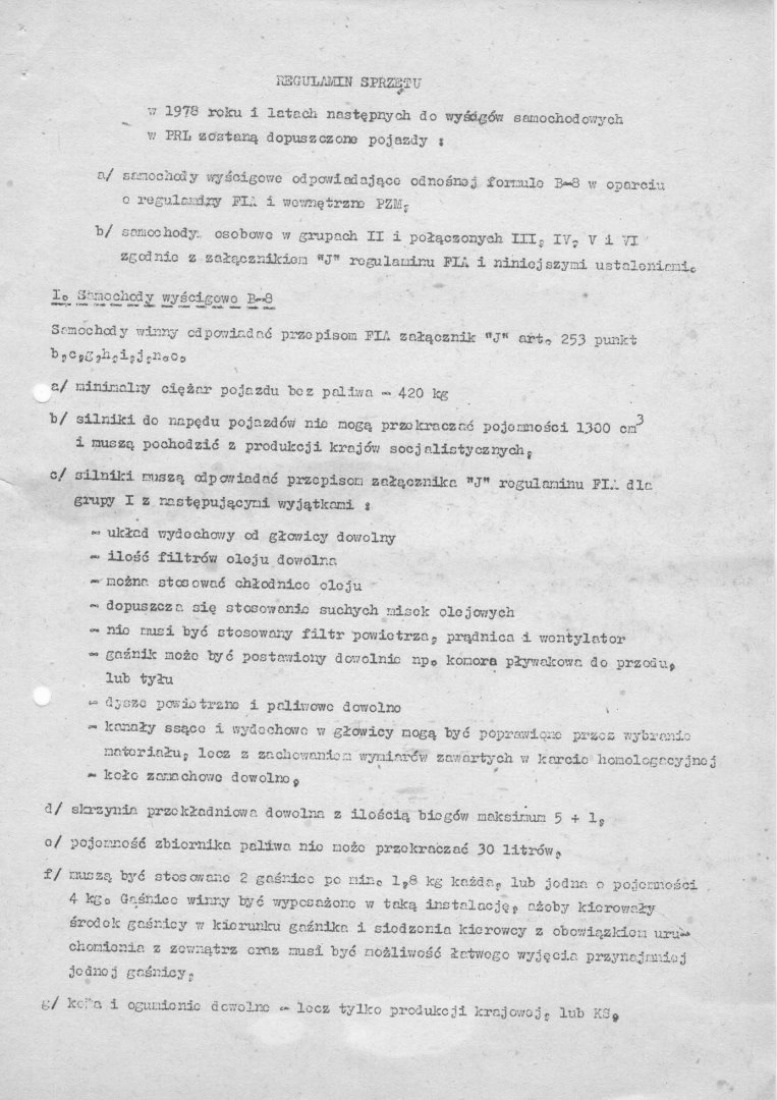 REGULAMIN SPRZĘTU
w 1978 roku i latach następnych do wyścigów samochodowych
w PRL zostaną dopuszczone pojazdy :
a/ samochody wyścigowe odpowiadające odnośnej formule B-8 w oparciu
o regulaminy FIA i wewnętrzne PZM,
b/ samochody osobowe w grupach II i połączonych III, IV, V i VI
zgodnie z załącznikiem "J" regulaminu FIA i niniejszymi ustaleniami.
I. Samochody wyścigowe B-8
Samochody winny odpowiadać przepisom FIA załącznik "J" art. 253 punkt
b,c,g,h,i,j,n.o.
a/ minimalny ciężar pojazdu bez paliwa - 420 kg
b/ silniki do napędu pojazdów nie mogą przekraczać pojemności 1300 cm3
i muszą pochodzić z produkcji krajów socjalistycznych,
c/ silniki muszą odpowiadać przepisom załącznika "J" regulaminu FIA dla
grupy I z następującymi wyjątkami :
- układ wydechowy od głowicy dowolny
- ilość filtrów oleju dowolna
- można stosować chłodnice oleju
- dopuszcza się stosowanie suchych misek olejowych
- nie musi być stosowany filtr powietrza, prądnica i wentylator
- gaźnik może być postawiony dowolnie np. komora pływakowa do przodu,
lub tyłu
- dysze powietrzne i paliwowe dowolne
- kanały ssące i wydechowe w głowicy mogą być poprawione przez wybranie
materiału, lecz z zachowaniem wymiarów zawartych w karcie homologacyjnej
- koło zamachowe dowolne,
d/ skrzynia przekładniowa dowolna z ilością biegów maksimum 5 + 1,
e/ pojemność zbiornika paliwa nie może przekraczać 30 litrów,
f/ muszą być stosowane 2 gaśnice po min. 1,8 kg każda, lub jedna o pojemności
4 kg. Gaśnice winny być wyposażone w taką instalację, ażeby kierowały
środek gaśnicy w kierunku gaźnika i siedzenia kierowcy z obowiązkiem uru-
chomienia z zewnątrz oraz musi być możliwość łatwego wyjęcia przynajmniej
jednej gaśnicy,
g/ koła i ogumienie dowolne - lecz tylko produkcji krajowej, lub KS,